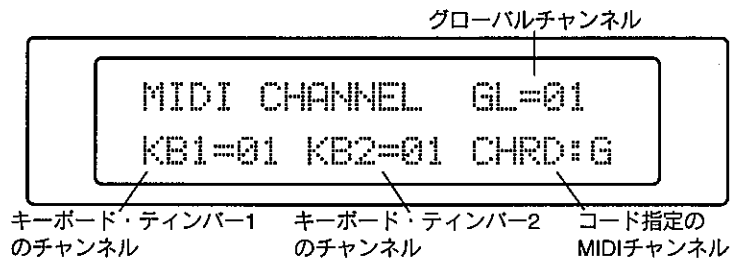 グローバルチャンネル
MIDI CHANNEL GL=01
KB1=01 KB2=01 CHRD:G
キーボード・ティンバー1
のチャンネル
キーボード・ティンバー2
のチャンネル
コード指定の
MIDIチャンネル